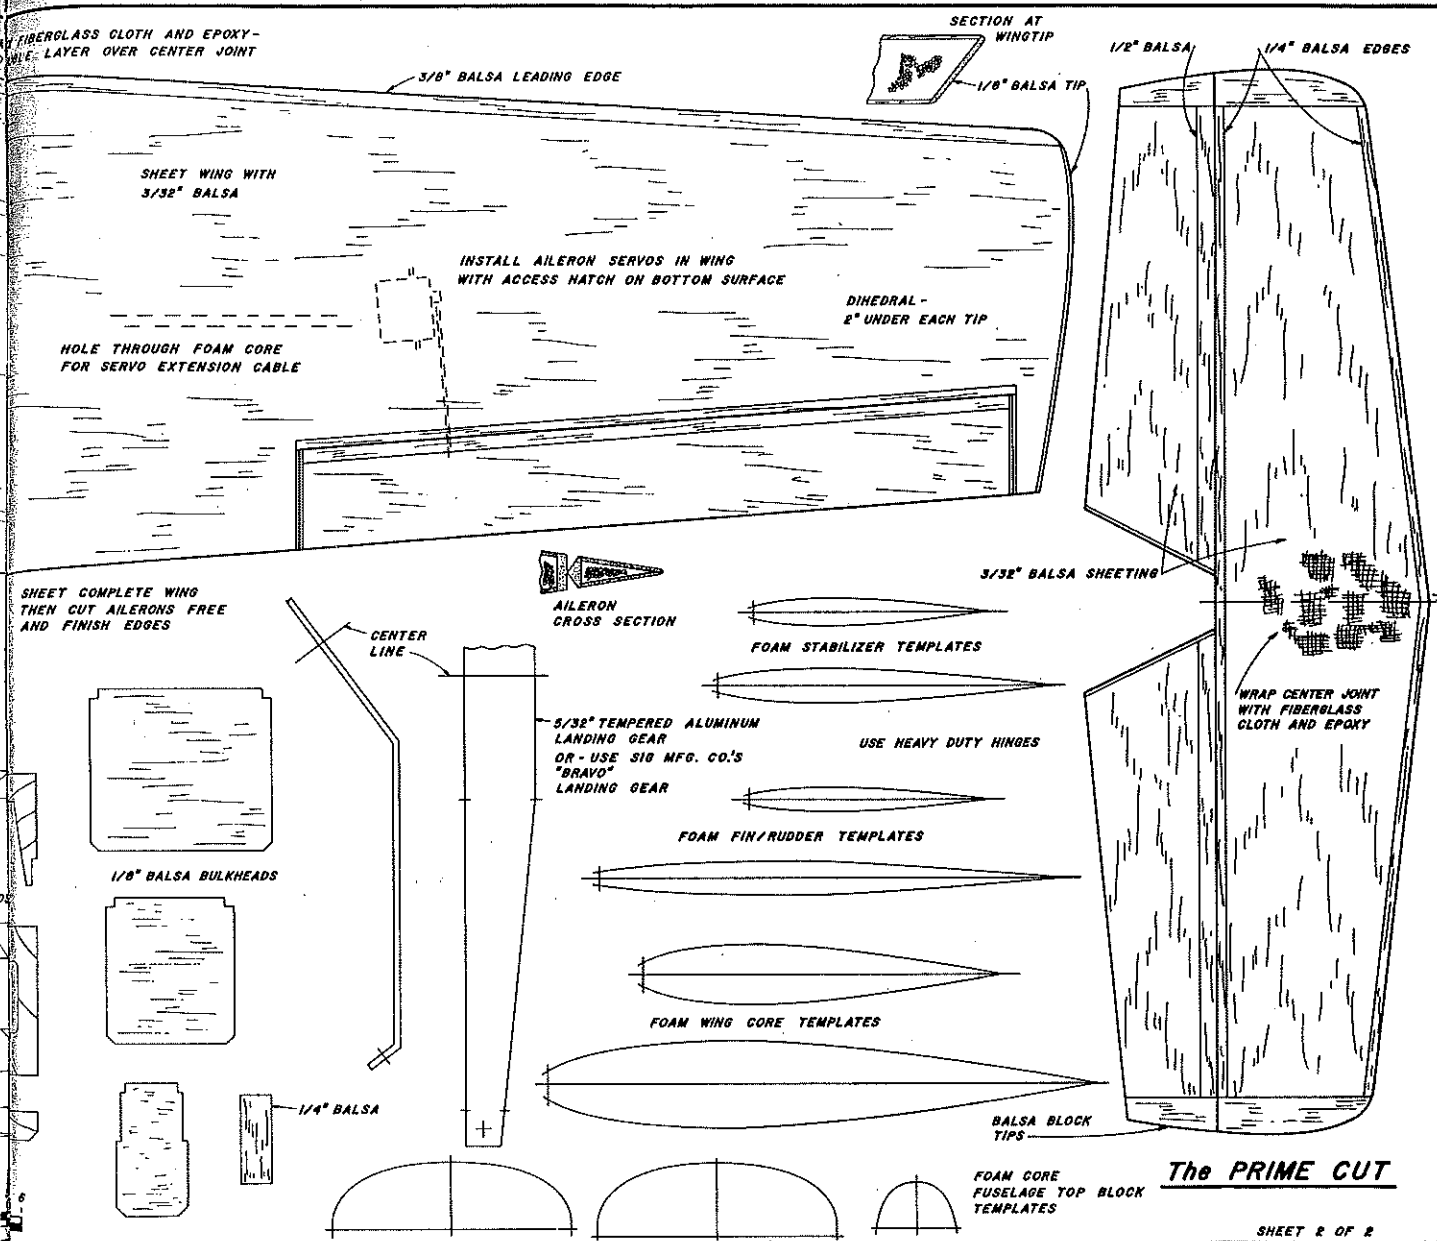 FIBERGLASS CLOTH AND EPOXY-
LAYER OVER CENTER JOINT
3/8" BALSA LEADING EDGE
SECTION AT
WINGTIP
1/8" BALSA TIP
1/2" BALSA
1/4" BALSA EDGES
SHEET WING WITH
3/32" BALSA
INSTALL AILERON SERVOS IN WING
WITH ACCESS HATCH ON BOTTOM SURFACE
DIHEDRAL -
2" UNDER EACH TIP
HOLE THROUGH FOAM CORE
FOR SERVO EXTENSION CABLE
3/32" BALSA SHEETING
SHEET COMPLETE WING
THEN CUT AILERONS FREE
AND FINISH EDGES
AILERON
CROSS SECTION
CENTER
LINE
FOAM STABILIZER TEMPLATES
WRAP CENTER JOINT
WITH FIBERGLASS
CLOTH AND EPOXY
5/32" TEMPERED ALUMINUM
LANDING GEAR
OR - USE SIG MFG. CO.'S
"BRAVO"
LANDING GEAR
USE HEAVY DUTY HINGES
FOAM FIN/RUDDER TEMPLATES
1/8" BALSA BULKHEADS
FOAM WING CORE TEMPLATES
1/4" BALSA
BALSA BLOCK
TIPS
FOAM CORE
FUSELAGE TOP BLOCK
TEMPLATES
The PRIME CUT
SHEET 2 OF 2